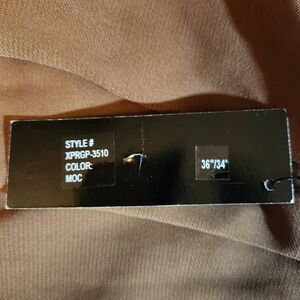 STYLE #
XPRGP-3510
COLOR:
MOC
36"/34"